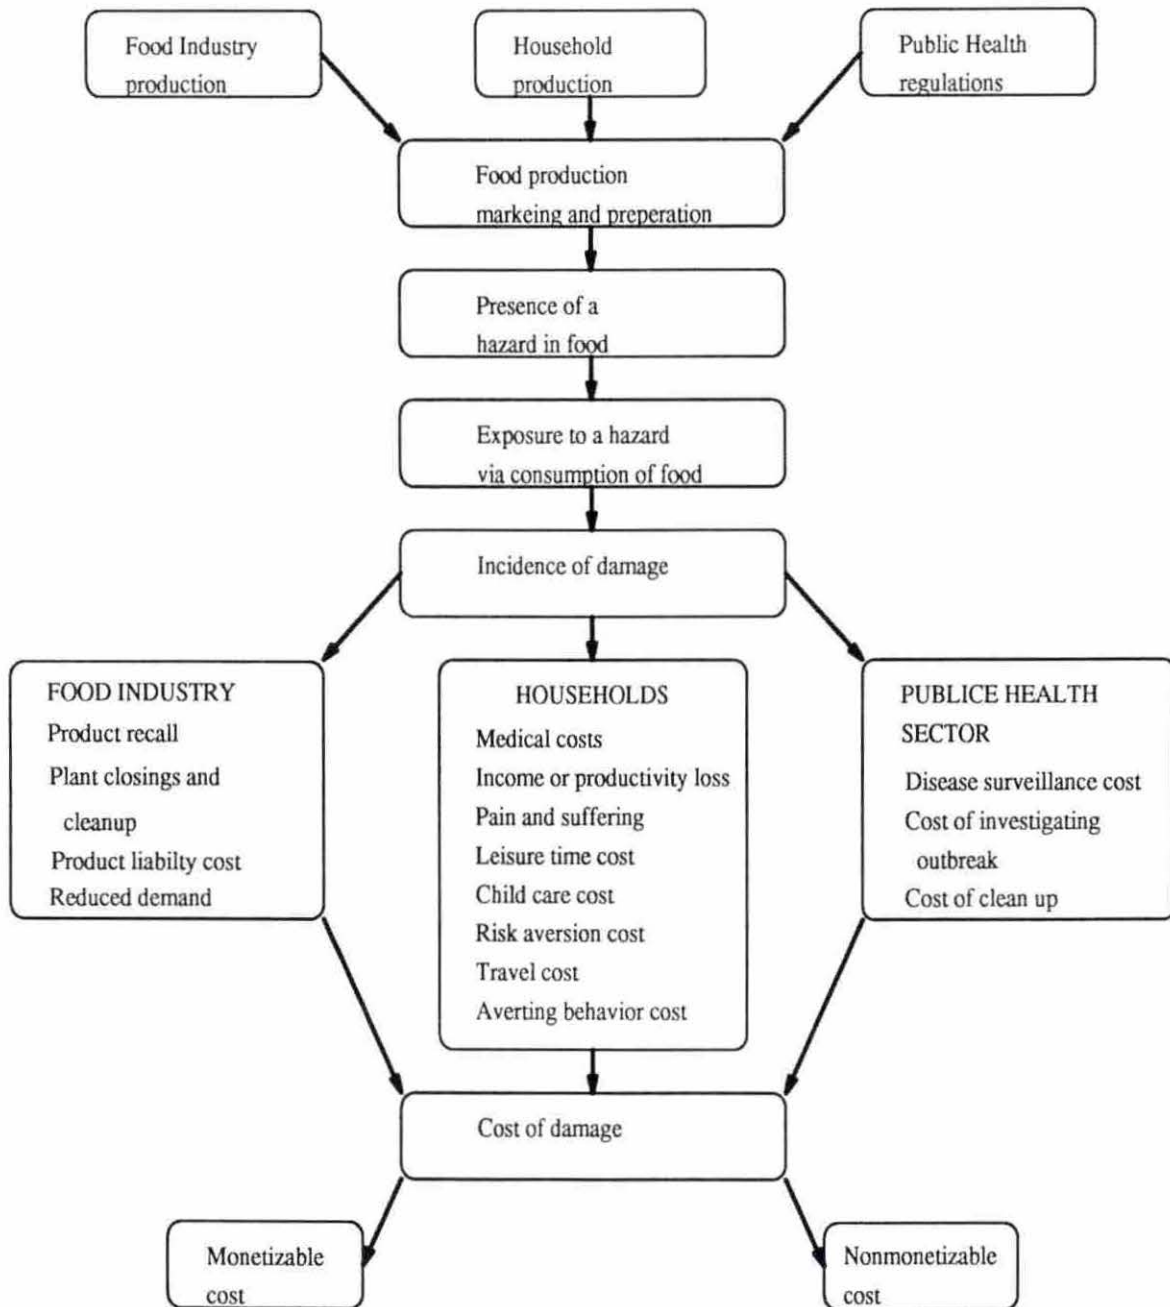 Food Industry
production
Household
production
Public Health
regulations
Food production
markeing and preperation
Presence of a
hazard in food
Exposure to a hazard
via consumption of food
Incidence of damage
FOOD INDUSTRY
Product recall
Plant closings and
cleanup
Product liabilty cost
Reduced demand
HOUSEHOLDS
Medical costs
Income or productivity loss
Pain and suffering
Leisure time cost
Child care cost
Risk aversion cost
Travel cost
Averting behavior cost
PUBLICE HEALTH
SECTOR
Disease surveillance cost
Cost of investigating
outbreak
Cost of clean up
Cost of damage
Monetizable
cost
Nonmonetizable
cost